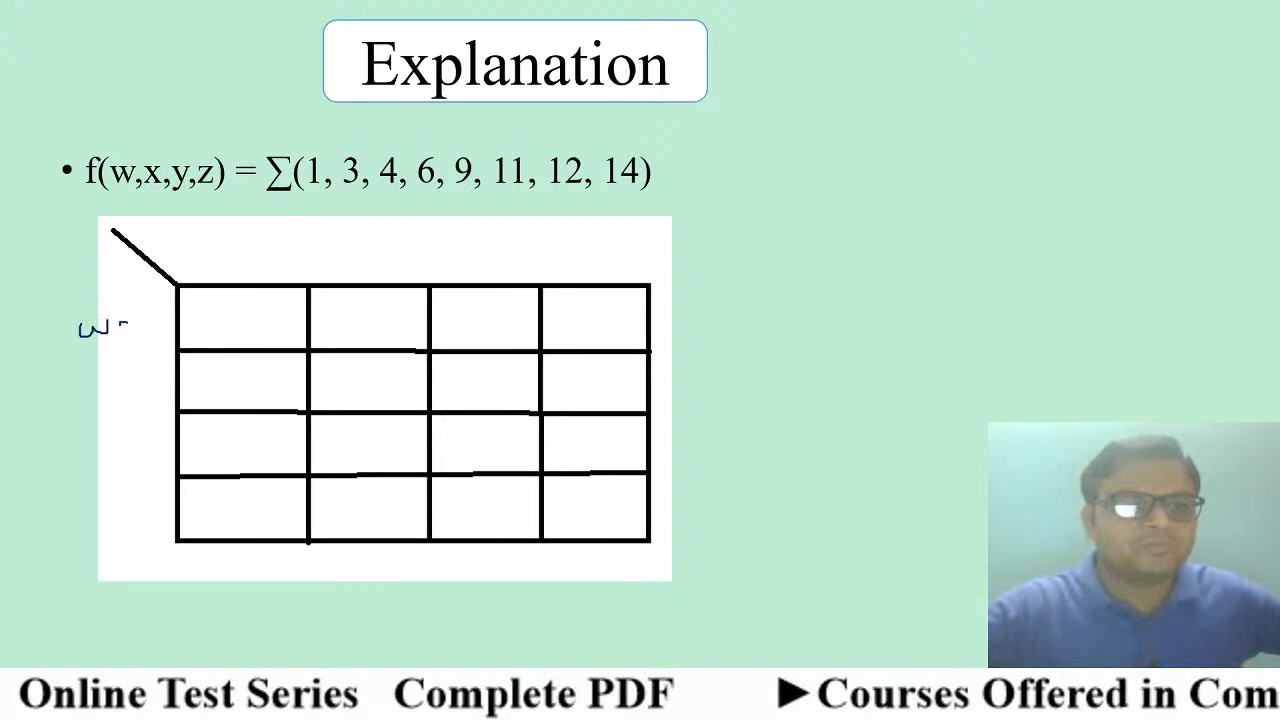 Explanation
• f(w,x,y,z) = ∑(1, 3, 4, 6, 9, 11, 12, 14)
w
Online Test Series Complete PDF ►Courses Offered in Com